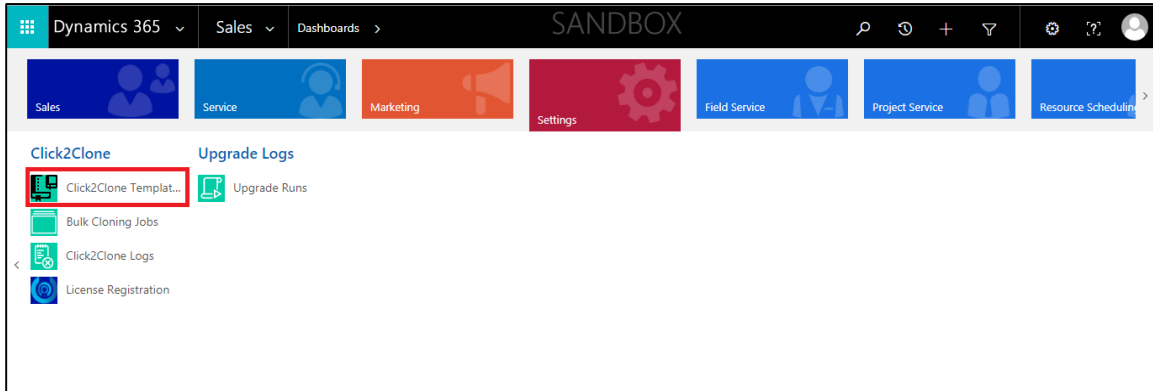 Dynamics 365 Sales Dashboards > SANDBOX [?]
Sales Service Marketing Settings Field Service Project Service Resource Scheduling
Click2Clone Upgrade Logs
Click2Clone Templat... Upgrade Runs
Bulk Cloning Jobs
Click2Clone Logs
License Registration